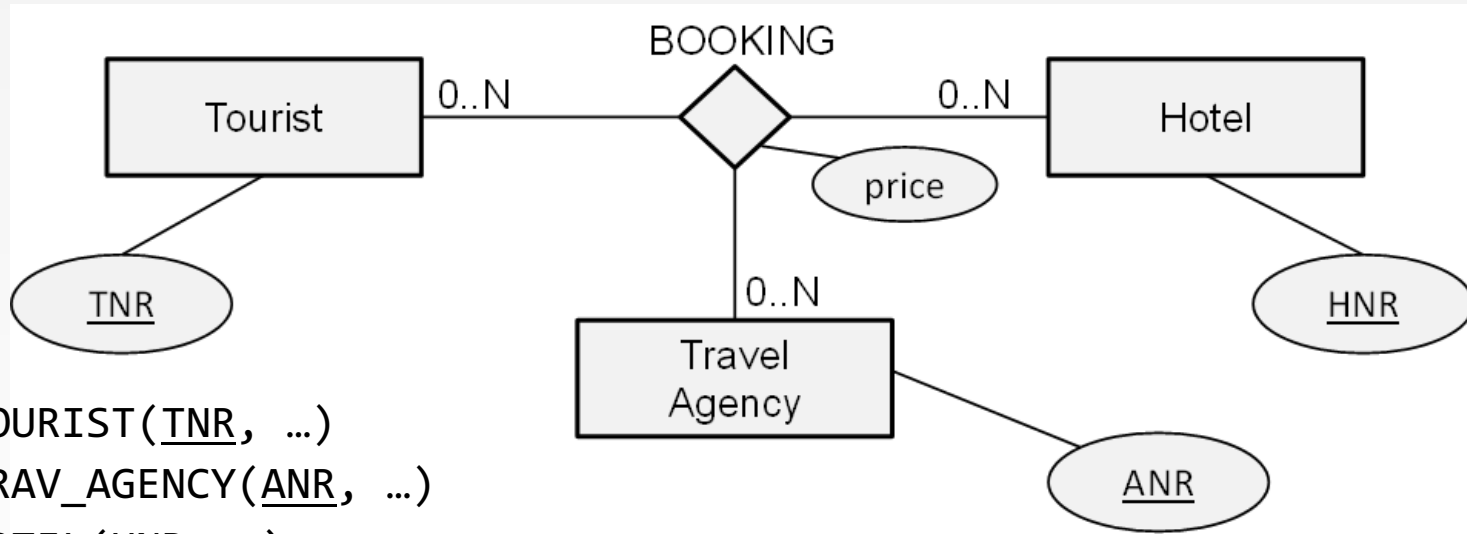 BOOKING
Tourist
0..N
0..N
Hotel
price
TNR
0..N
HNR
Travel
Agency
OURIST(TNR, …)
RAV_AGENCY(ANR, …)
ANR